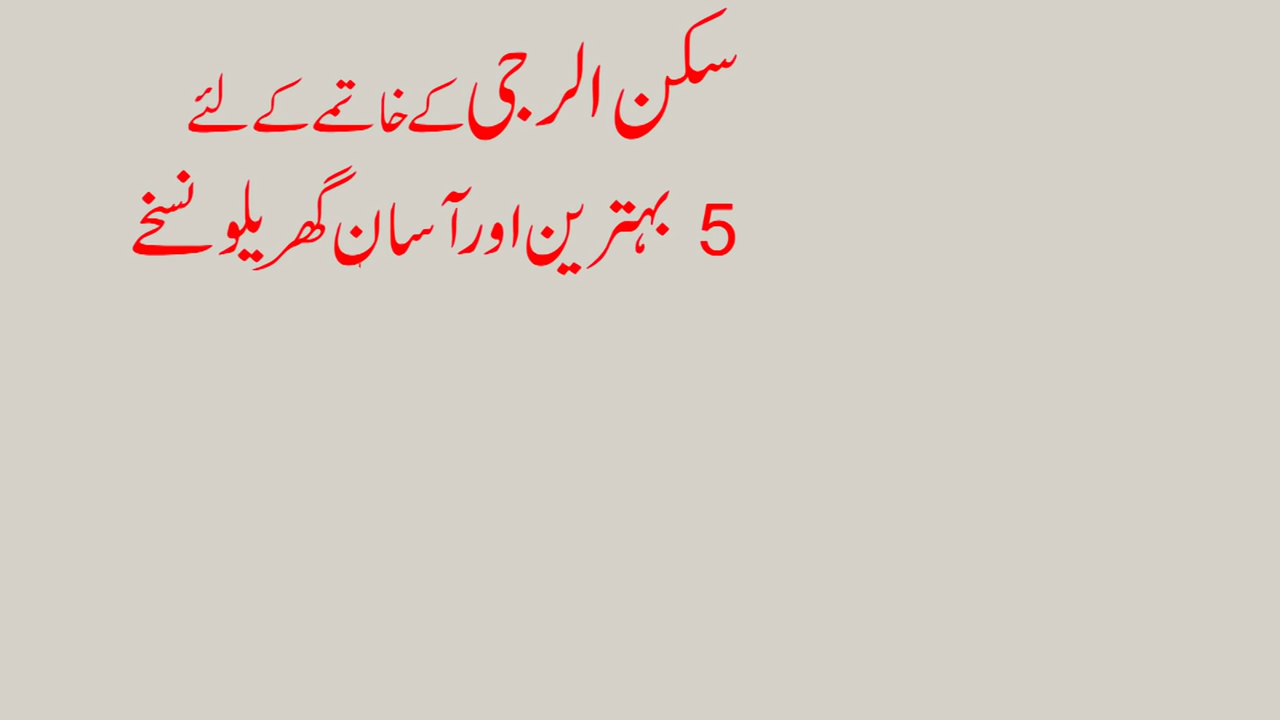 سکن الرجی کے خاتمے کے لئے
5 بہترین اور آسان گھریلو نسخے